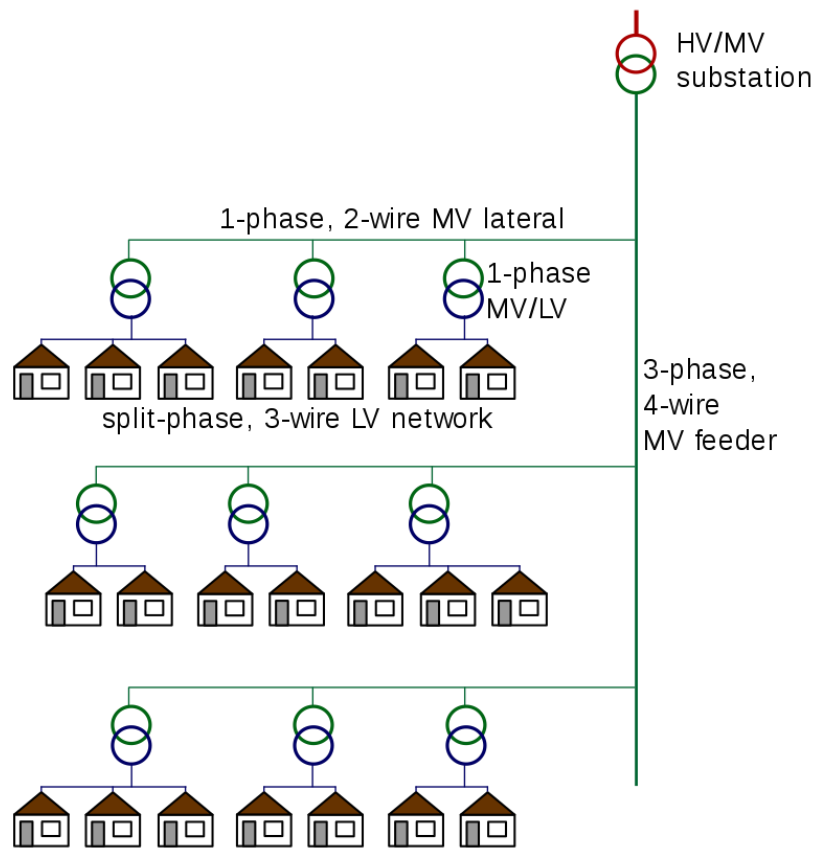 HV/MV
substation
1-phase, 2-wire MV lateral
1-phase
MV/LV
3-phase,
4-wire
MV feeder
split-phase, 3-wire LV network